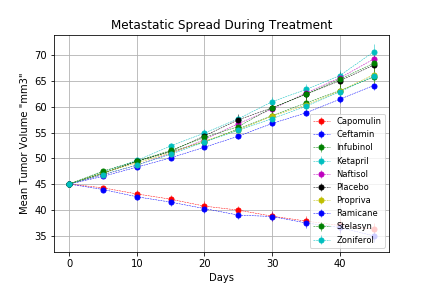 Metastatic Spread During Treatment
Mean Tumor Volume "mm3"
70
65
60
55
50
45
40
35
0
10
20
30
40
Days
Capomulin
Ceftamin
Infubinol
Ketapril
Naftisol
Placebo
Propriva
Ramicane
Stelasyn
Zoniferol